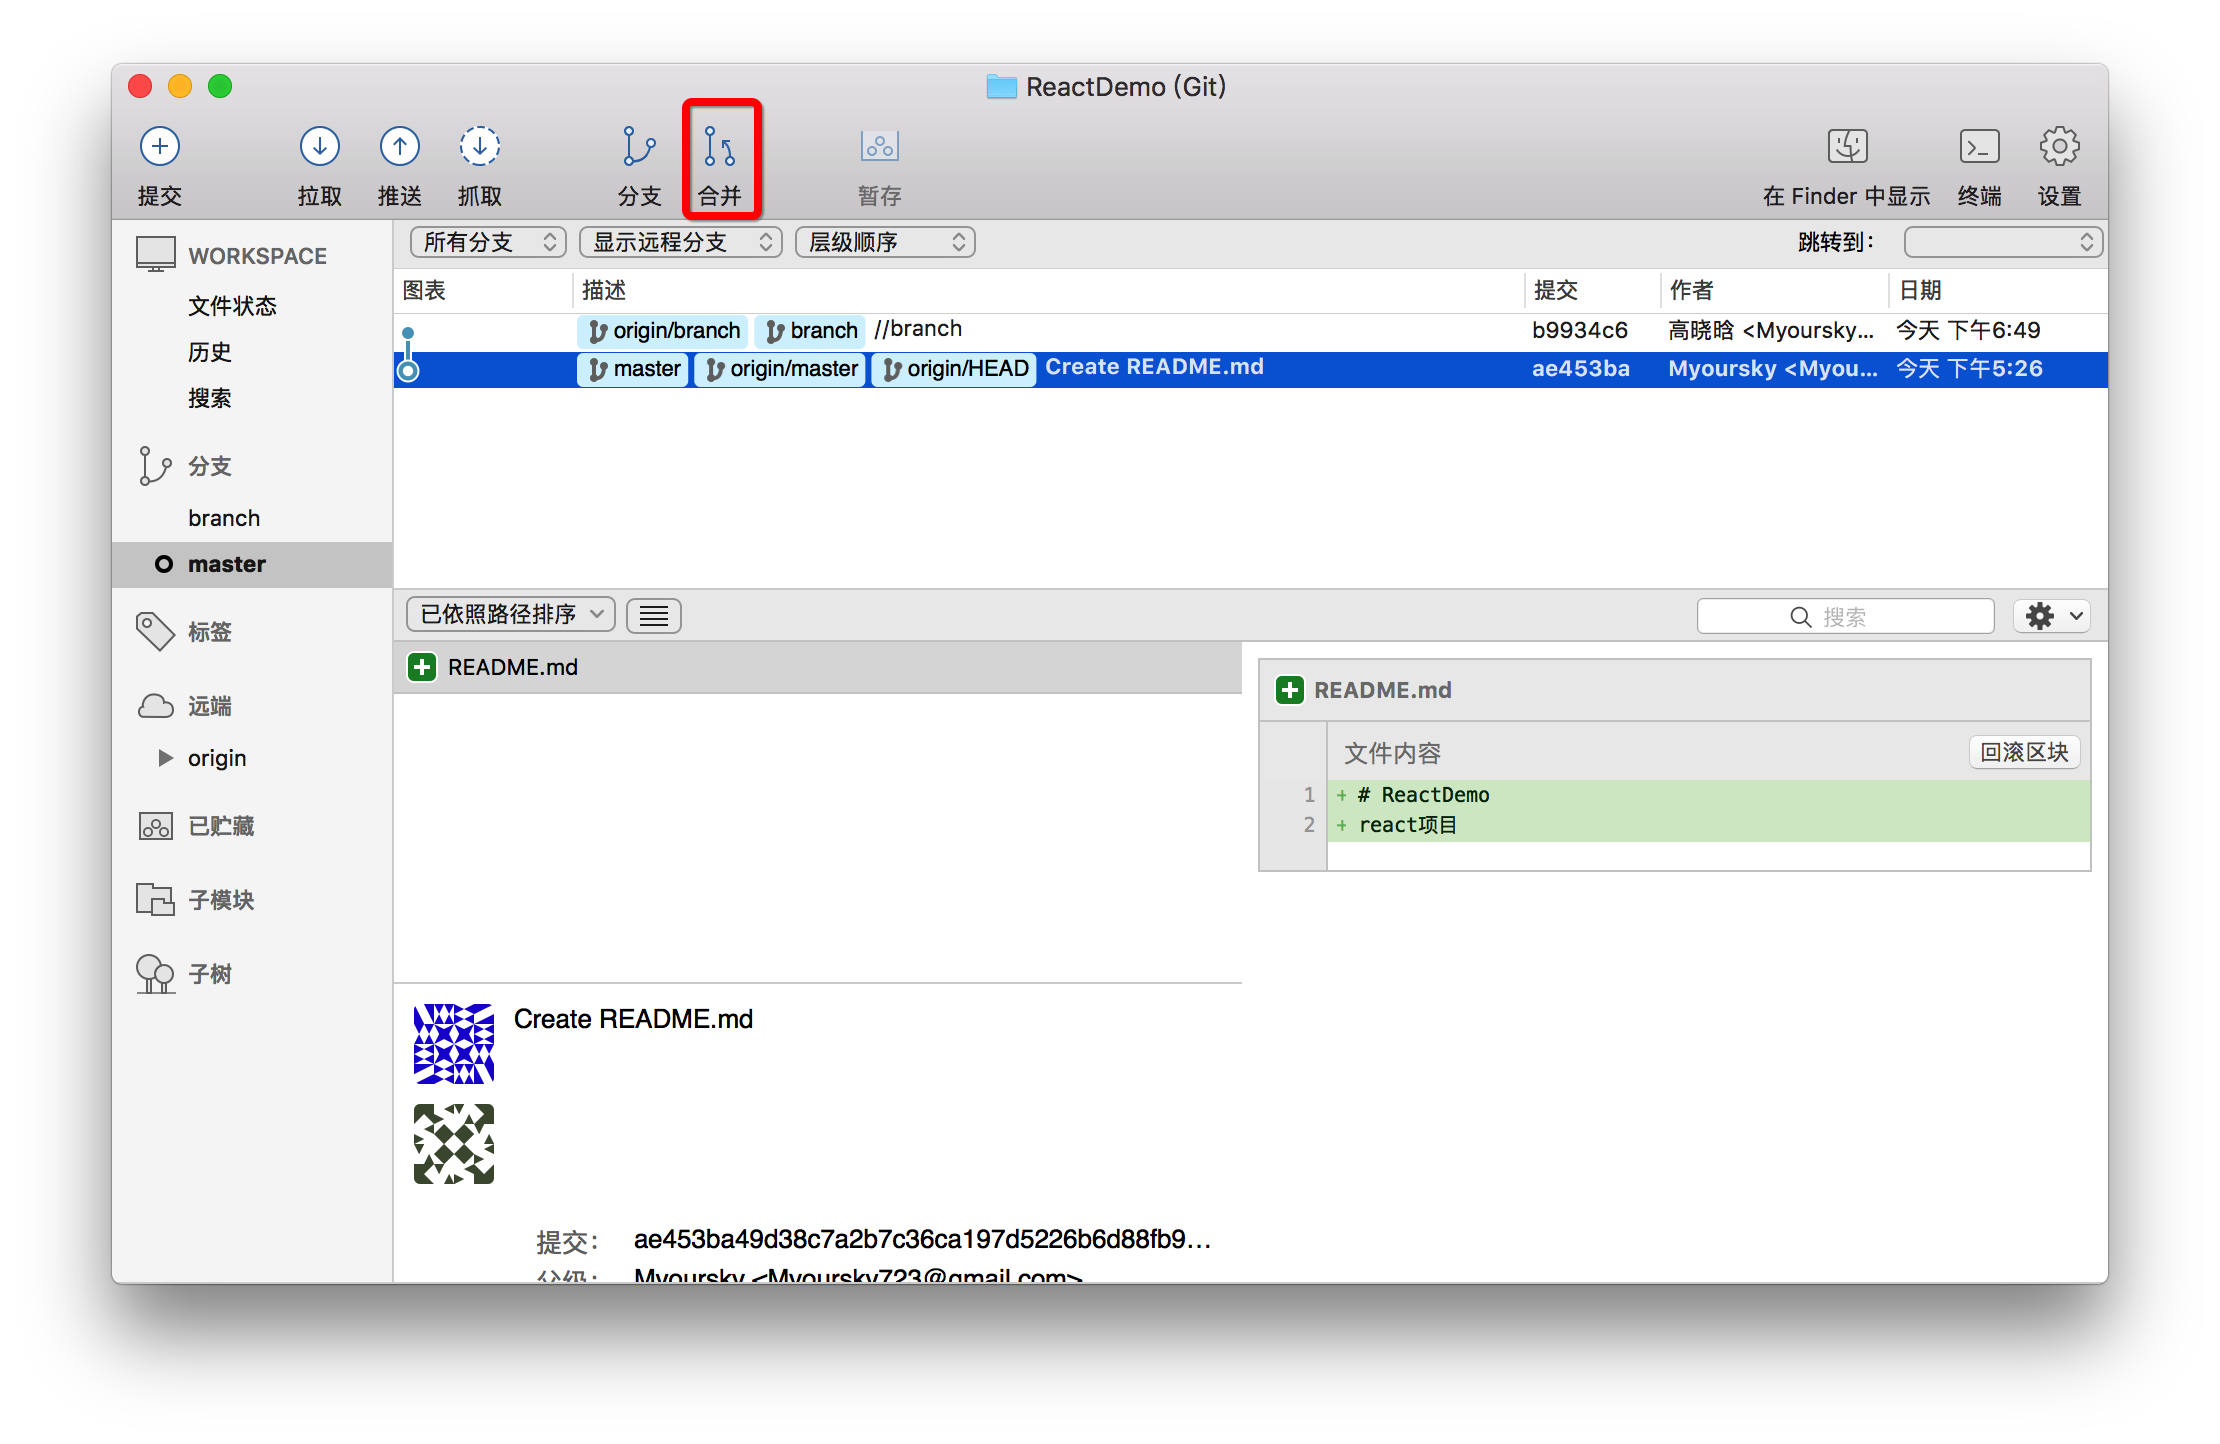 ReactDemo (Git)
提交 拉取 推送 抓取 分支 合并 暂存 在 Finder 中显示 终端 设置
WORKSPACE
文件状态
历史
搜索
分支
branch
master
标签
远端
origin
已贮藏
子模块
子树
所有分支 显示远程分支 层级顺序 跳转到：
图表 描述 提交 作者 日期
origin/branch branch //branch b9934c6 高晓晗 <Myoursky... 今天 下午6:49
master origin/master origin/HEAD Create README.md ae453ba Myoursky <Myou... 今天 下午5:26
已依照路径排序 搜索
README.md
README.md
文件内容 回滚区块
1 + # ReactDemo
2 + react项目
Create README.md
提交： ae453ba49d38c7a2b7c36ca197d5226b6d88fb9...
父级： Myoursky <Myoursky723@gmail.com>